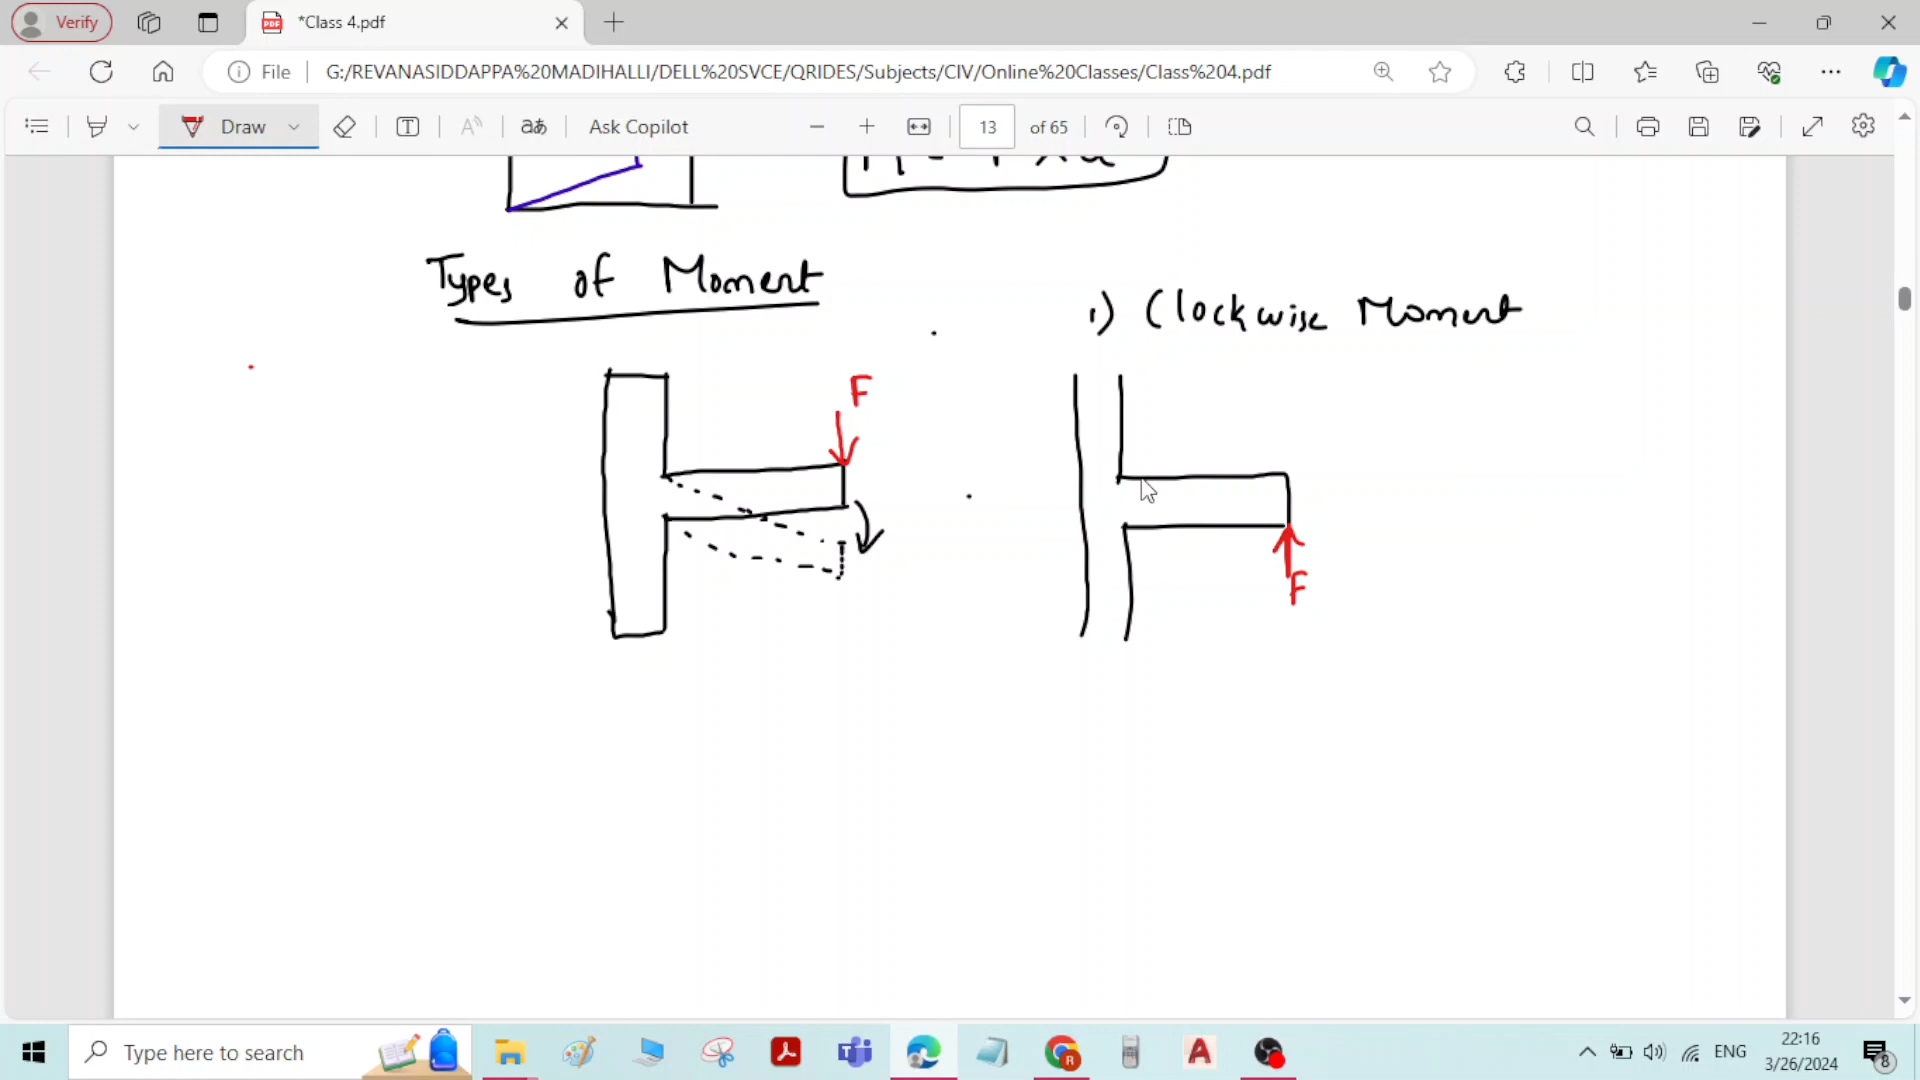 Verify
*Class 4.pdf
File
G:/REVANASIDDAPPA%20MADIHALLI/DELL%20SVCE/QRIDES/Subjects/CIV/Online%20Classes/Class%204.pdf
Draw
Ask Copilot
13 of 65
Types of Moment
1) Clockwise Moment
F
F
Type here to search
ENG
22:16
3/26/2024
8